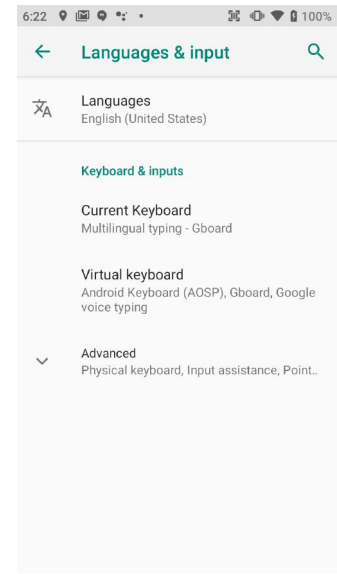 6:22 100%
Languages & input
Languages
English (United States)
Keyboard & inputs
Current Keyboard
Multilingual typing - Gboard
Virtual keyboard
Android Keyboard (AOSP), Gboard, Google
voice typing
Advanced
Physical keyboard, Input assistance, Point..